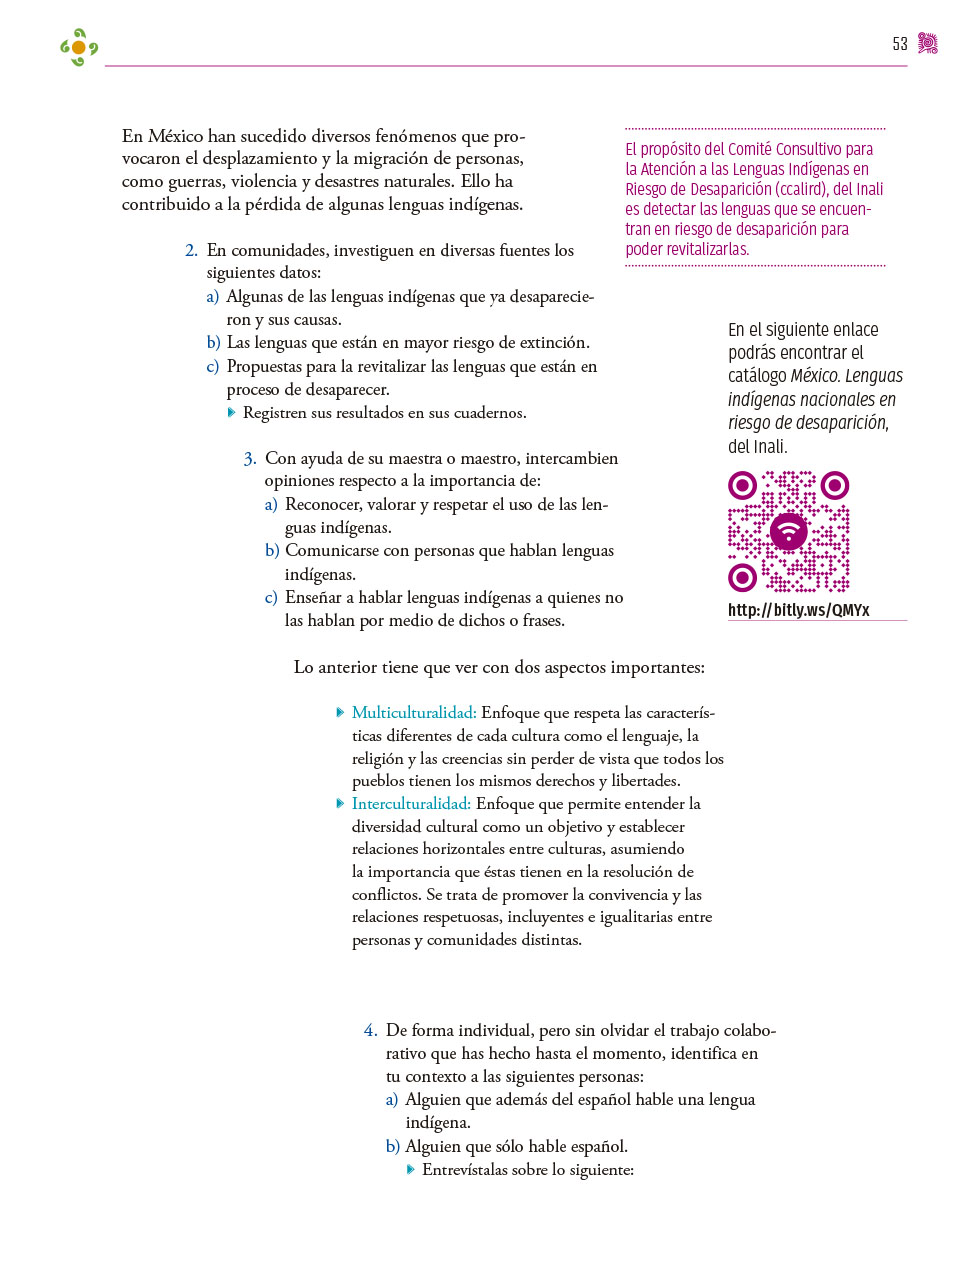 53
En México han sucedido diversos fenómenos que pro-
vocaron el desplazamiento y la migración de personas,
como guerras, violencia y desastres naturales. Ello ha
contribuido a la pérdida de algunas lenguas indígenas.
El propósito del Comité Consultivo para
la Atención a las Lenguas Indígenas en
Riesgo de Desaparición (ccalird), del Inali
es detectar las lenguas que se encuen-
tran en riesgo de desaparición para
poder revitalizarlas.
2. En comunidades, investiguen en diversas fuentes los
siguientes datos:
a) Algunas de las lenguas indígenas que ya desaparecie-
ron y sus causas.
b) Las lenguas que están en mayor riesgo de extinción.
c) Propuestas para la revitalizar las lenguas que están en
proceso de desaparecer.
Registren sus resultados en sus cuadernos.
En el siguiente enlace
podrás encontrar el
catálogo México. Lenguas
indígenas nacionales en
riesgo de desaparición,
del Inali.
http://bitly.ws/QMYx
3. Con ayuda de su maestra o maestro, intercambien
opiniones respecto a la importancia de:
a) Reconocer, valorar y respetar el uso de las len-
guas indígenas.
b) Comunicarse con personas que hablan lenguas
indígenas.
c) Enseñar a hablar lenguas indígenas a quienes no
las hablan por medio de dichos o frases.
Lo anterior tiene que ver con dos aspectos importantes:
Multiculturalidad: Enfoque que respeta las caracterís-
ticas diferentes de cada cultura como el lenguaje, la
religión y las creencias sin perder de vista que todos los
pueblos tienen los mismos derechos y libertades.
Interculturalidad: Enfoque que permite entender la
diversidad cultural como un objetivo y establecer
relaciones horizontales entre culturas, asumiendo
la importancia que éstas tienen en la resolución de
conflictos. Se trata de promover la convivencia y las
relaciones respetuosas, incluyentes e igualitarias entre
personas y comunidades distintas.
4. De forma individual, pero sin olvidar el trabajo colabo-
rativo que has hecho hasta el momento, identifica en
tu contexto a las siguientes personas:
a) Alguien que además del español hable una lengua
indígena.
b) Alguien que sólo hable español.
Entrevístalas sobre lo siguiente: